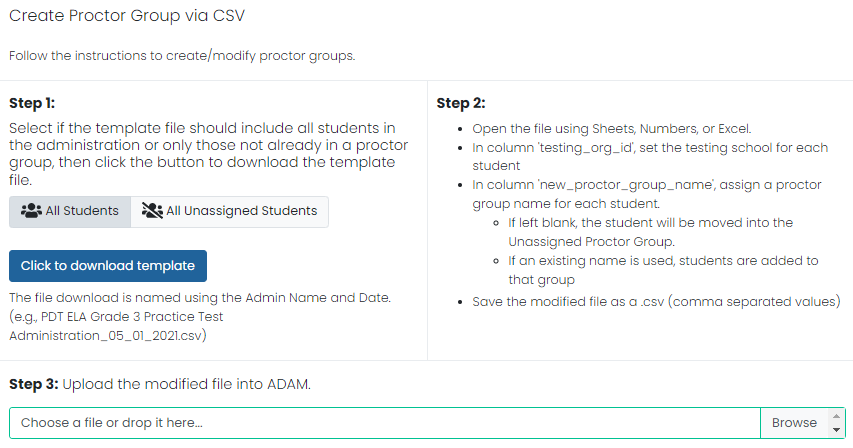 Create Proctor Group via CSV
Follow the instructions to create/modify proctor groups.
Step 1:
Select if the template file should include all students in
the administration or only those not already in a proctor
group, then click the button to download the template
file.
All Students
All Unassigned Students
Click to download template
The file download is named using the Admin Name and Date.
(e.g., PDT ELA Grade 3 Practice Test
Administration_05_01_2021.csv)
Step 2:
Open the file using Sheets, Numbers, or Excel.
In column 'testing_org_id', set the testing school for each
student
In column 'new_proctor_group_name', assign a proctor
group name for each student.
If left blank, the student will be moved into the
Unassigned Proctor Group.
If an existing name is used, students are added to
that group
Save the modified file as a .csv (comma separated values)
Step 3: Upload the modified file into ADAM.
Choose a file or drop it here...
Browse